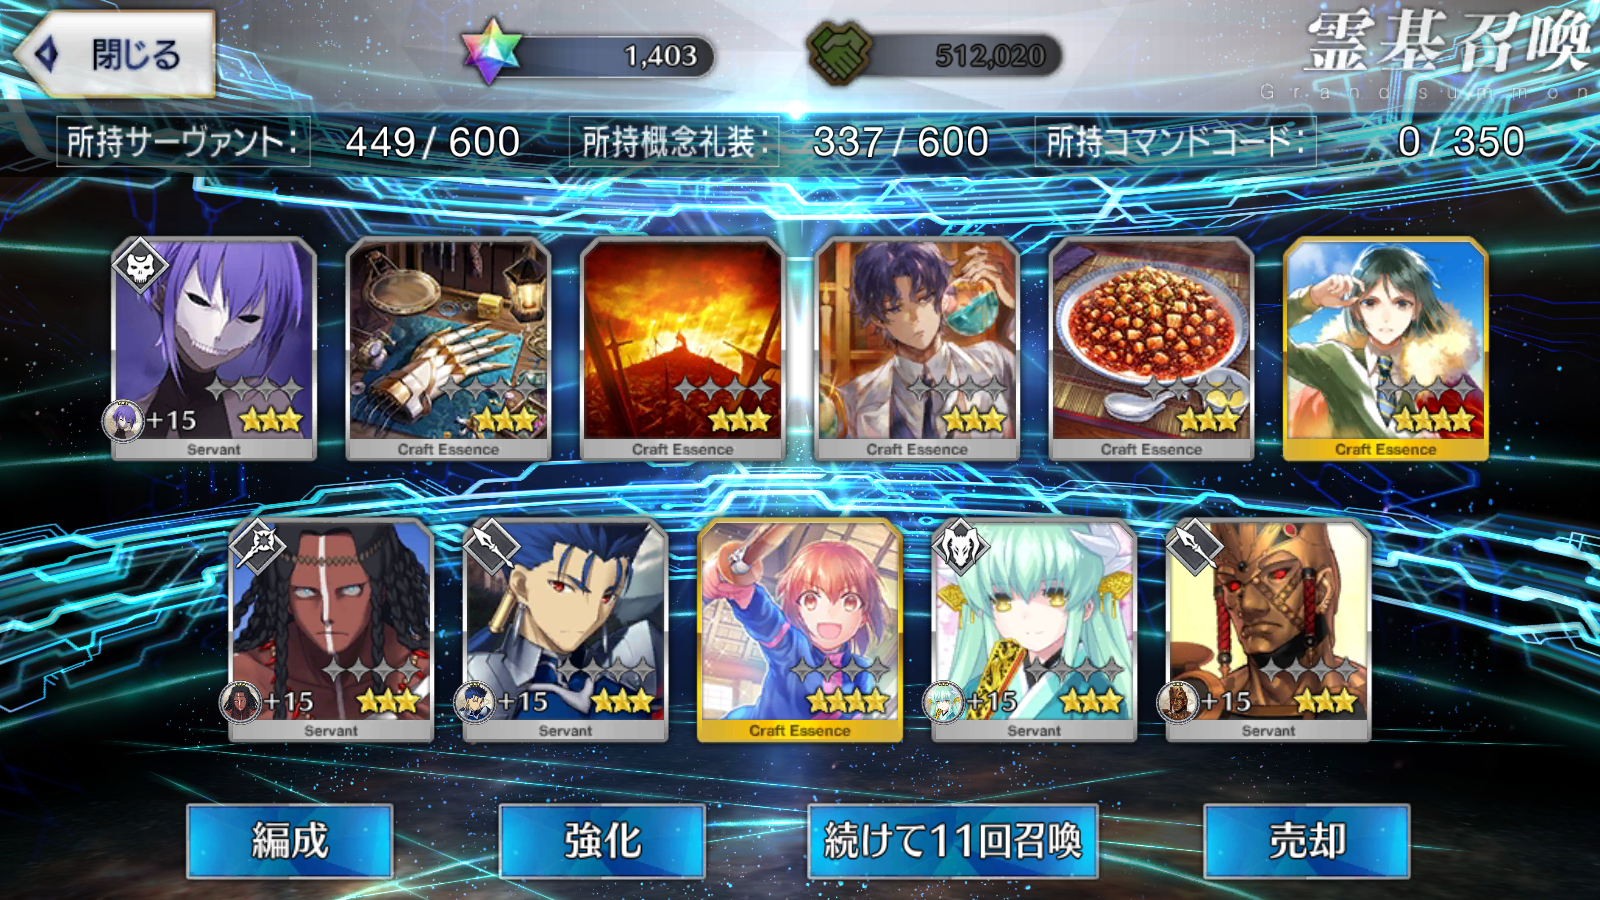 閉じる
1,403
512,020
霊基召喚
Grand summon
所持サーヴァント: 449 / 600
所持概念礼装: 337 / 600
所持コマンドコード: 0 / 350
+15
Servant
Craft Essence
Craft Essence
Craft Essence
Craft Essence
Craft Essence
+15
Servant
+15
Servant
Craft Essence
+15
Servant
+15
Servant
編成
強化
続けて11回召喚
売却